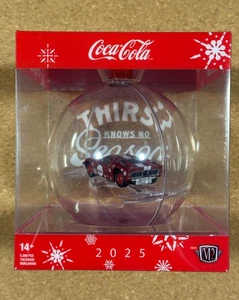 Coca-Cola
THIRST
KNOWS NO
Season
14+
2025
M2